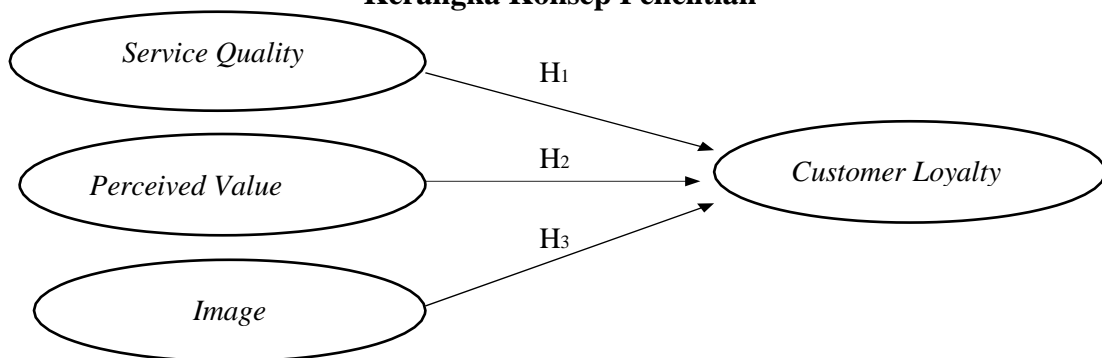 Kerangka Konsep Penelitian
Service Quality
H1
Perceived Value
H2
Customer Loyalty
H3
Image